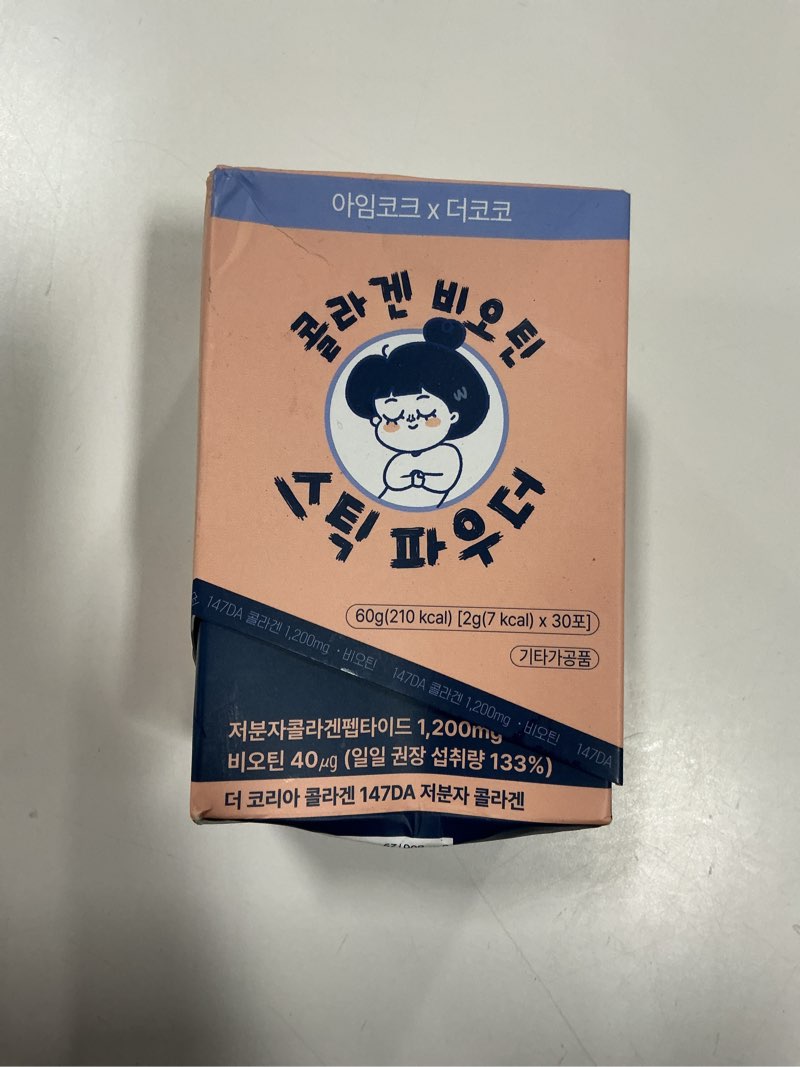 아임코크 x 더코코
콜라겐 비오틴
스틱 파우더
60g(210 kcal) [2g(7 kcal) x 30포]
기타가공품
147DA 콜라겐 1,200mg · 비오틴 147DA 콜라겐 1,200mg · 비오틴 147DA
저분자콜라겐펩타이드 1,200mg
비오틴 40㎍ (일일 권장 섭취량 133%)
더 코리아 콜라겐 147DA 저분자 콜라겐